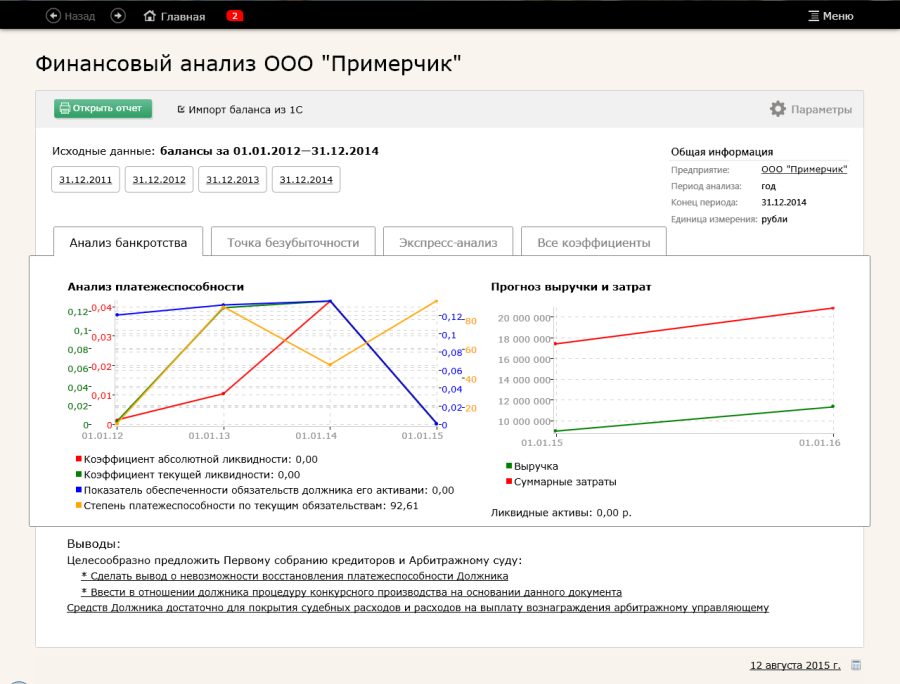 Назад Главная 2 Меню
Финансовый анализ ООО "Примерчик"
Открыть отчет Импорт баланса из 1С Параметры
Исходные данные: балансы за 01.01.2012—31.12.2014
31.12.2011 31.12.2012 31.12.2013 31.12.2014
Общая информация
Предприятие: ООО "Примерчик"
Период анализа: год
Конец периода: 31.12.2014
Единица измерения: рубли
Анализ банкротства Точка безубыточности Экспресс-анализ Все коэффициенты
Анализ платежеспособности
0,12 0,04 0,12 80
0,1 0,03 0,1
0,08 0,02 0,08 60
0,06 0,06
0,04 0,01 0,04 40
0,02 0,02 20
0 0 0
01.01.12 01.01.13 01.01.14 01.01.15
Коэффициент абсолютной ликвидности: 0,00
Коэффициент текущей ликвидности: 0,00
Показатель обеспеченности обязательств должника его активами: 0,00
Степень платежеспособности по текущим обязательствам: 92,61
Прогноз выручки и затрат
20 000 000
18 000 000
16 000 000
14 000 000
12 000 000
10 000 000
01.01.15 01.01.16
Выручка
Суммарные затраты
Ликвидные активы: 0,00 р.
Выводы:
Целесообразно предложить Первому собранию кредиторов и Арбитражному суду:
* Сделать вывод о невозможности восстановления платежеспособности Должника
* Ввести в отношении должника процедуру конкурсного производства на основании данного документа
Средств Должника достаточно для покрытия судебных расходов и расходов на выплату вознаграждения арбитражному управляющему
12 августа 2015 г.